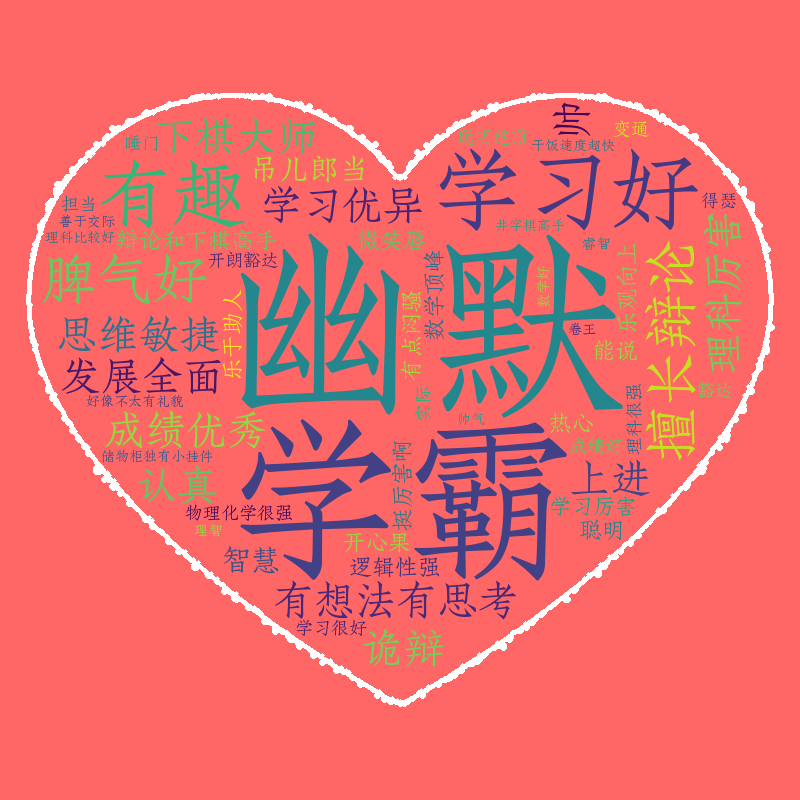 帅
变通
下棋大师
睡门
干饭速度超快
吊儿郎当
有趣
学习好
学习优异
得瑟
担当
善于交际
井字棋高手
理科比较好
辩论和下棋高手
微笑唇
睿智
开朗豁达
数学顶峰
理科厉害
脾气好
幽默
数学好
乐观向上
擅长辩论
乐于助人
有点闷骚
思维敏捷
卷王
能说
发展全面
好像不太有礼貌
实际
帅气
热心
豁达
理科很强
成绩优秀
学霸
成绩好
储物柜独有小挂件
挺厉害啊
认真
上进
物理化学很强
学习厉害
理智
聪明
开心果
智慧
逻辑性强
有想法有思考
学习很好
诡辩